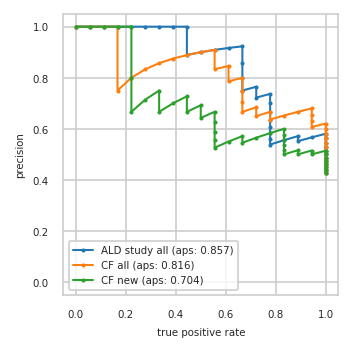 1.0
0.8
0.6
0.4
0.2
0.0
precision
ALD study all (aps: 0.857)
CF all (aps: 0.816)
CF new (aps: 0.704)
0.0 0.2 0.4 0.6 0.8 1.0
true positive rate